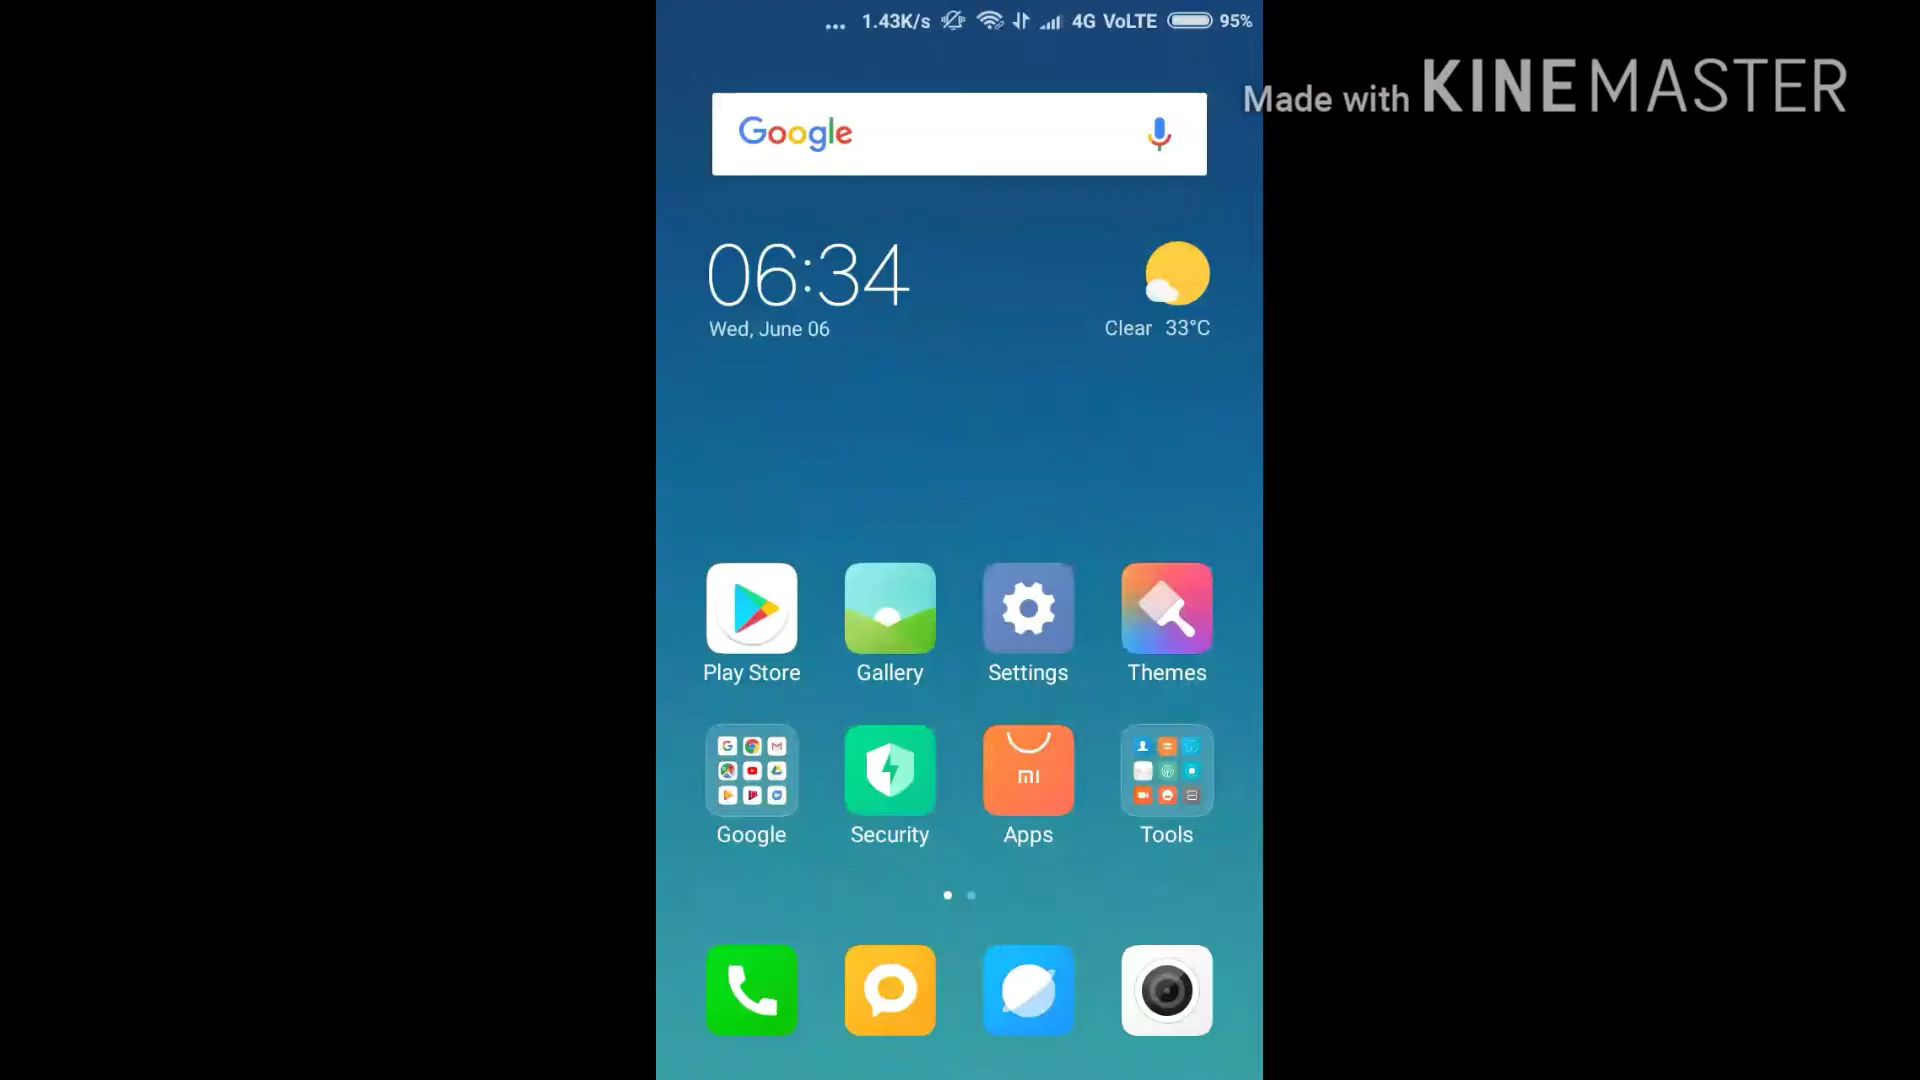 ... 1.43K/s 4G VoLTE 95%
Made with KINEMASTER
Google
06:34
Wed, June 06
Clear 33°C
Play Store Gallery Settings Themes
mi
Google Security Apps Tools